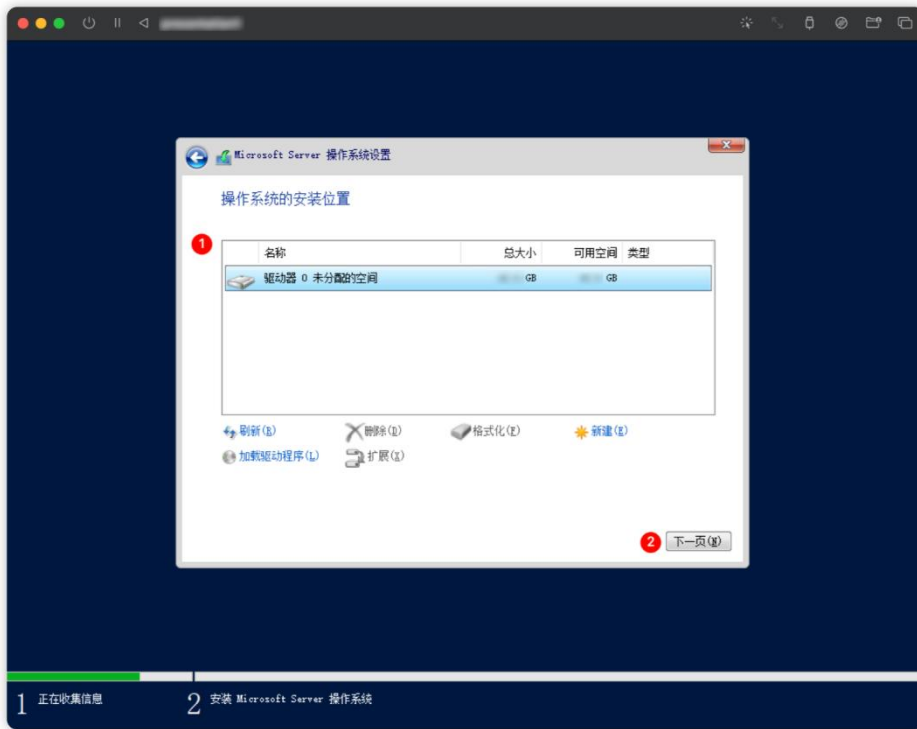 Microsoft Server 操作系统设置
操作系统的安装位置
1
名称 总大小 可用空间 类型
驱动器 0 未分配的空间 GB GB
刷新(R) 删除(D) 格式化(F) 新建(E)
加载驱动程序(L) 扩展(X)
2 下一页(N)
1 正在收集信息 2 安装 Microsoft Server 操作系统